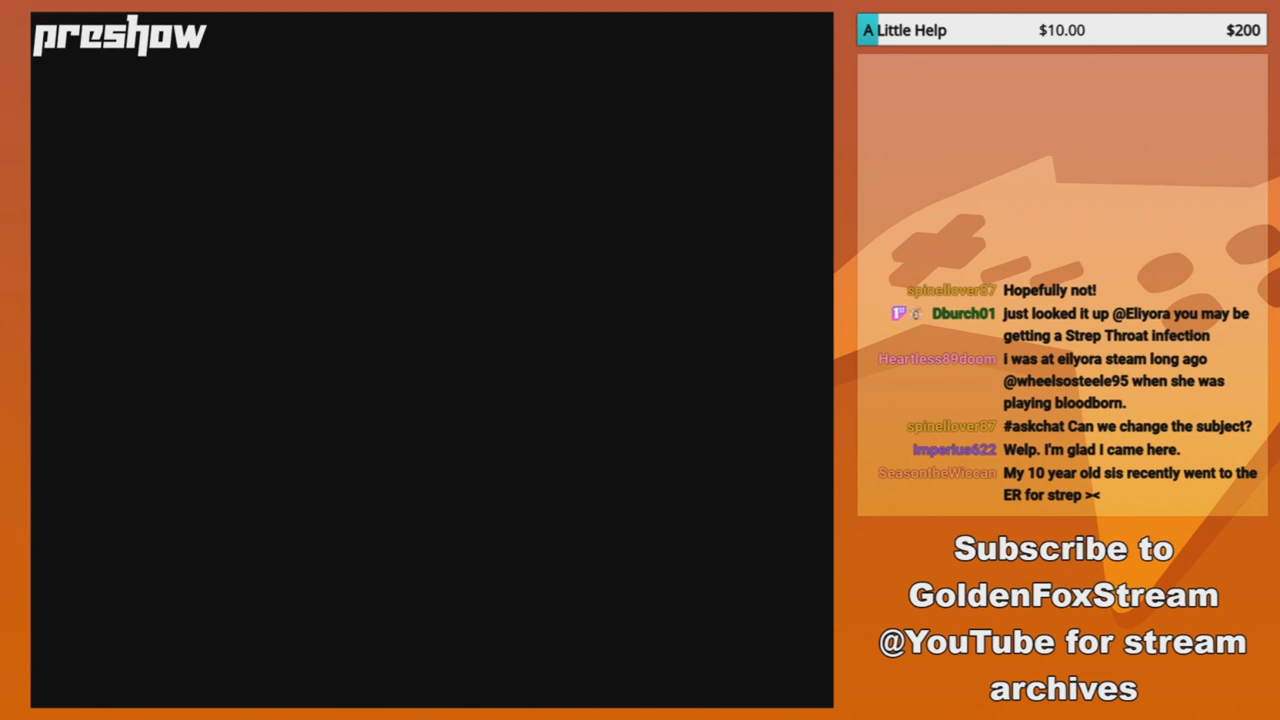 preshow
A Little Help $10.00 $200
spinellover87 Hopefully not!
Dburch01 just looked it up @Eliyora you may be
getting a Strep Throat infection
Heartless89doom i was at eilyora steam long ago
@wheelsosteele95 when she was
playing bloodborn.
spinellover87 #askchat Can we change the subject?
imperius622 Welp. I'm glad I came here.
SeasontheWiccan My 10 year old sis recently went to the
ER for strep ><
Subscribe to
GoldenFoxStream
@YouTube for stream
archives